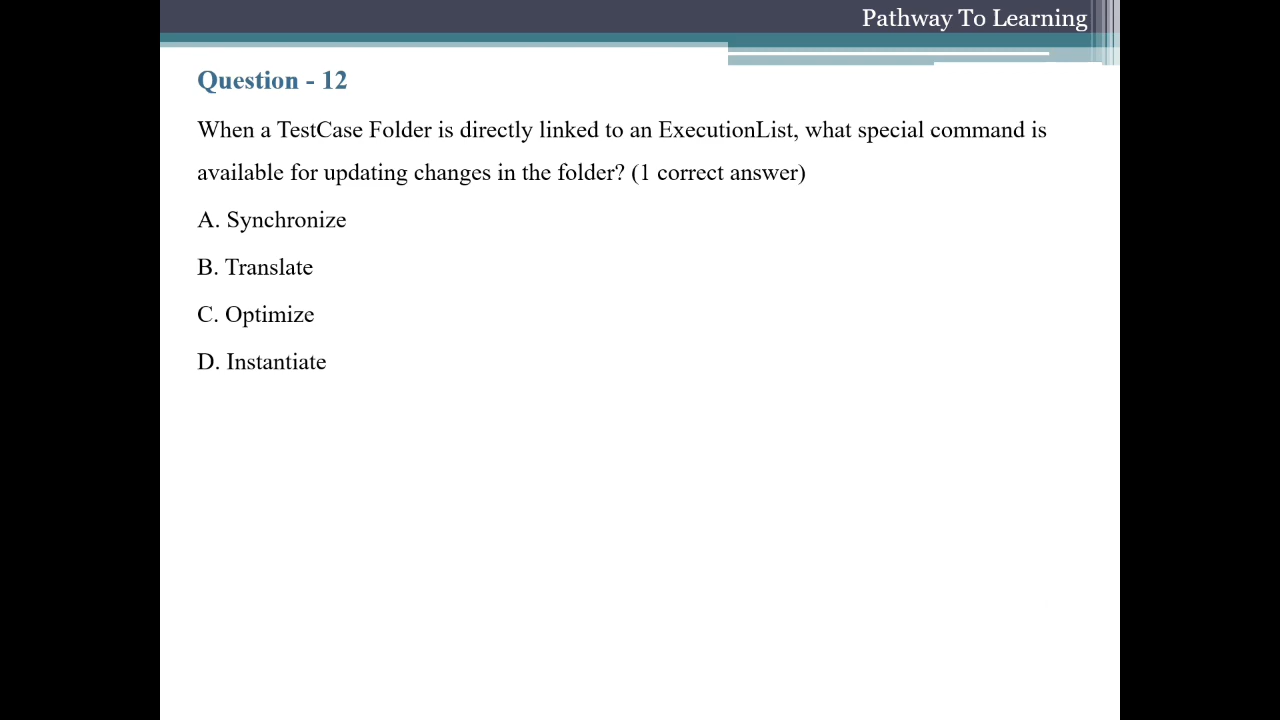 Pathway To Learning
Question - 12
When a TestCase Folder is directly linked to an ExecutionList, what special command is
available for updating changes in the folder? (1 correct answer)
A. Synchronize
B. Translate
C. Optimize
D. Instantiate